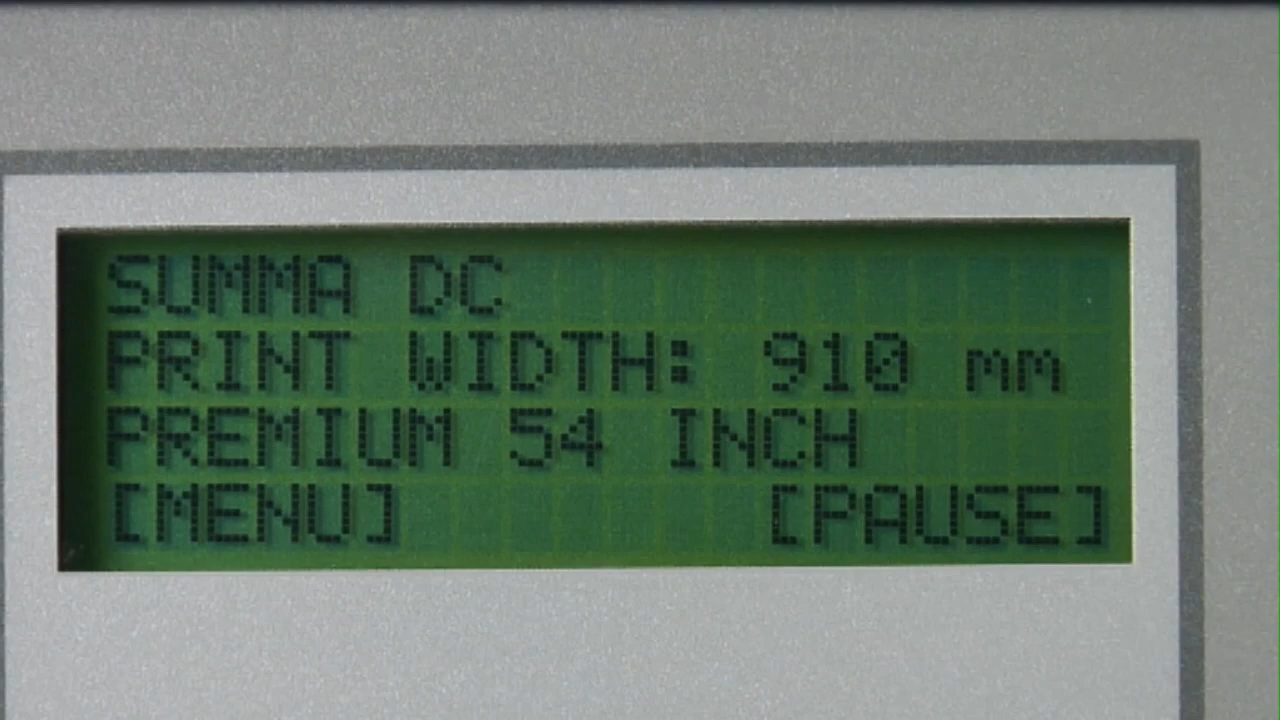 SUMMA DC
PRINT WIDTH: 910 mm
PREMIUM 54 INCH
[MENU] [PAUSE]